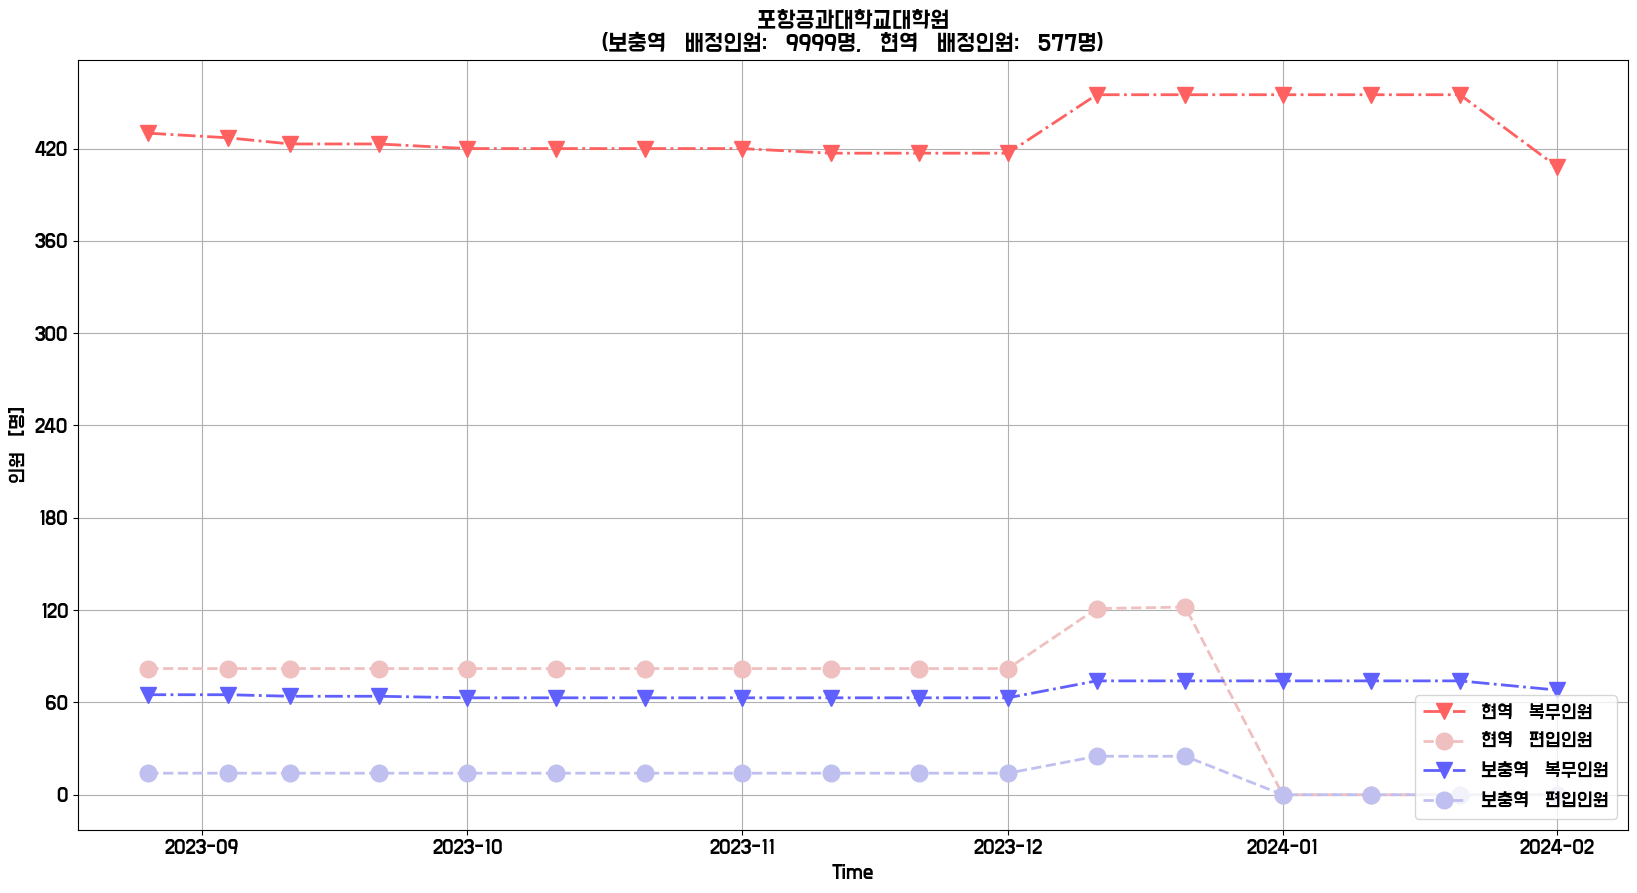 포항공과대학교대학원
(보충역 배정인원: 9999명, 현역 배정인원: 577명)
인원 [명]
420
360
300
240
180
120
60
0
2023-09
2023-10
2023-11
2023-12
2024-01
2024-02
Time
현역 복무인원
현역 편입인원
보충역 복무인원
보충역 편입인원